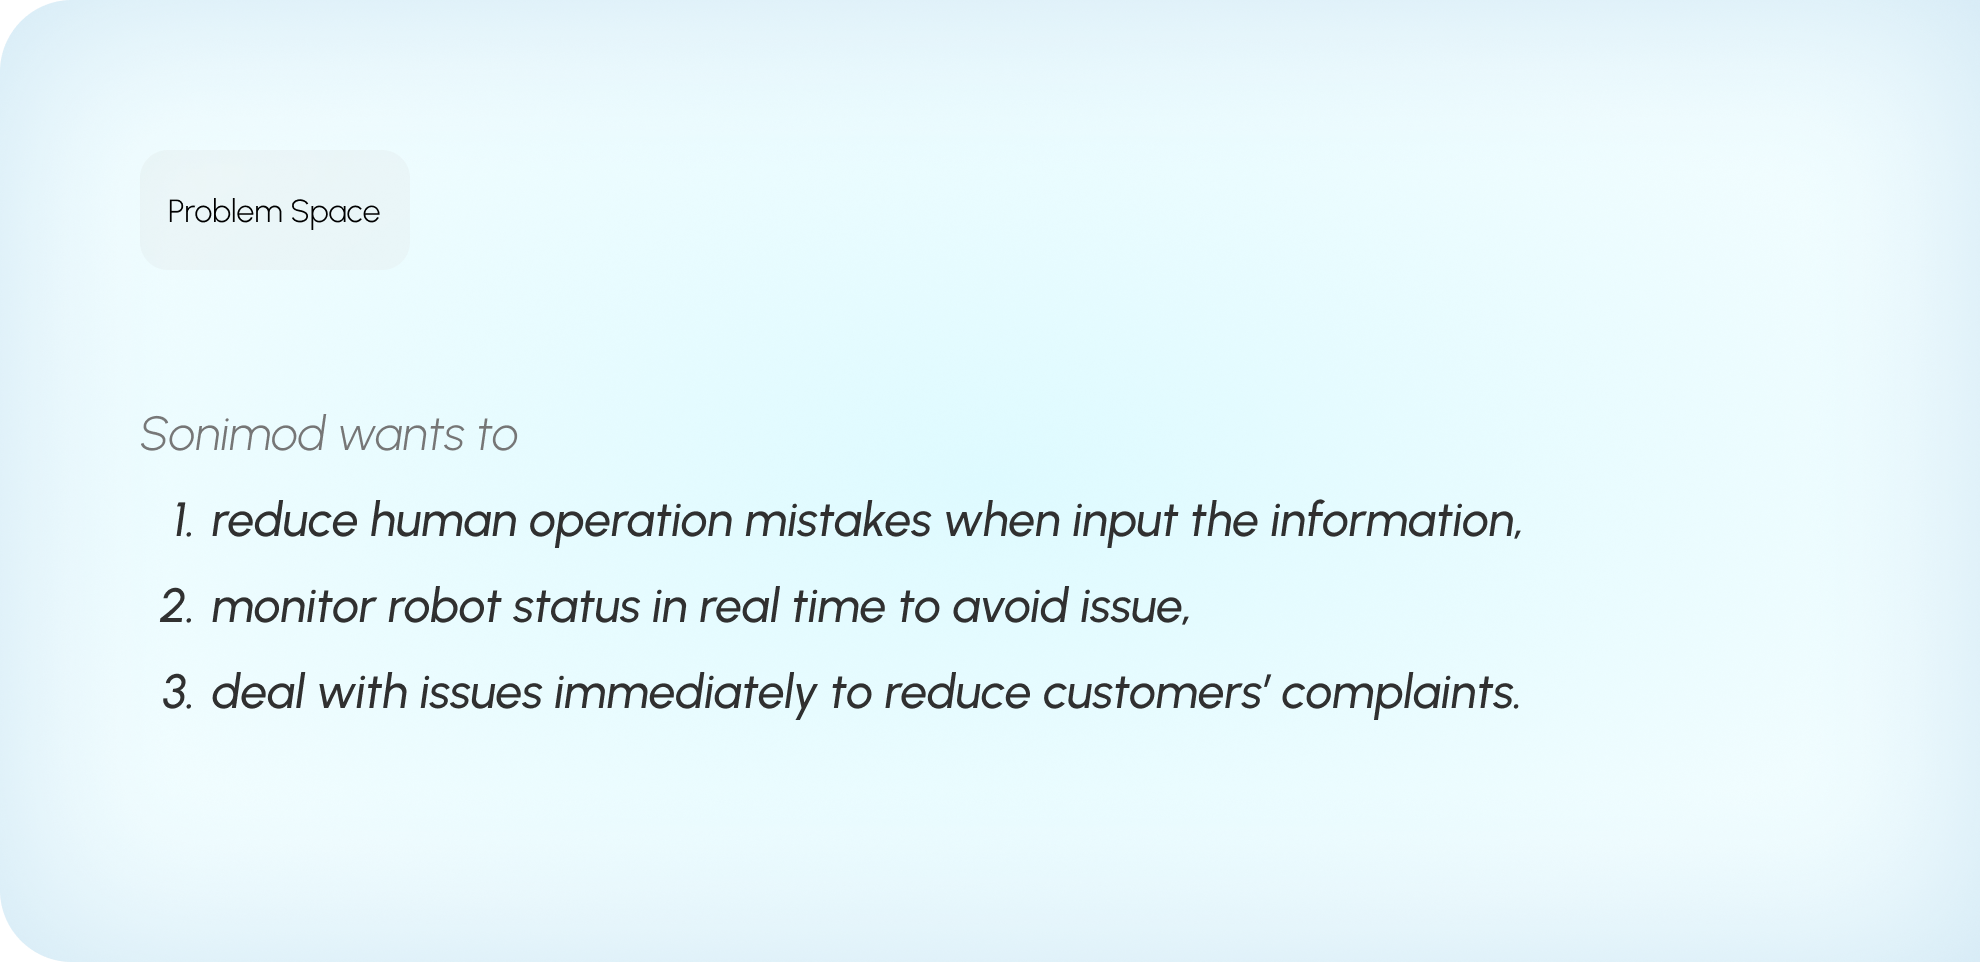 Problem Space
Sonimod wants to
1. reduce human operation mistakes when input the information,
2. monitor robot status in real time to avoid issue,
3. deal with issues immediately to reduce customers’ complaints.